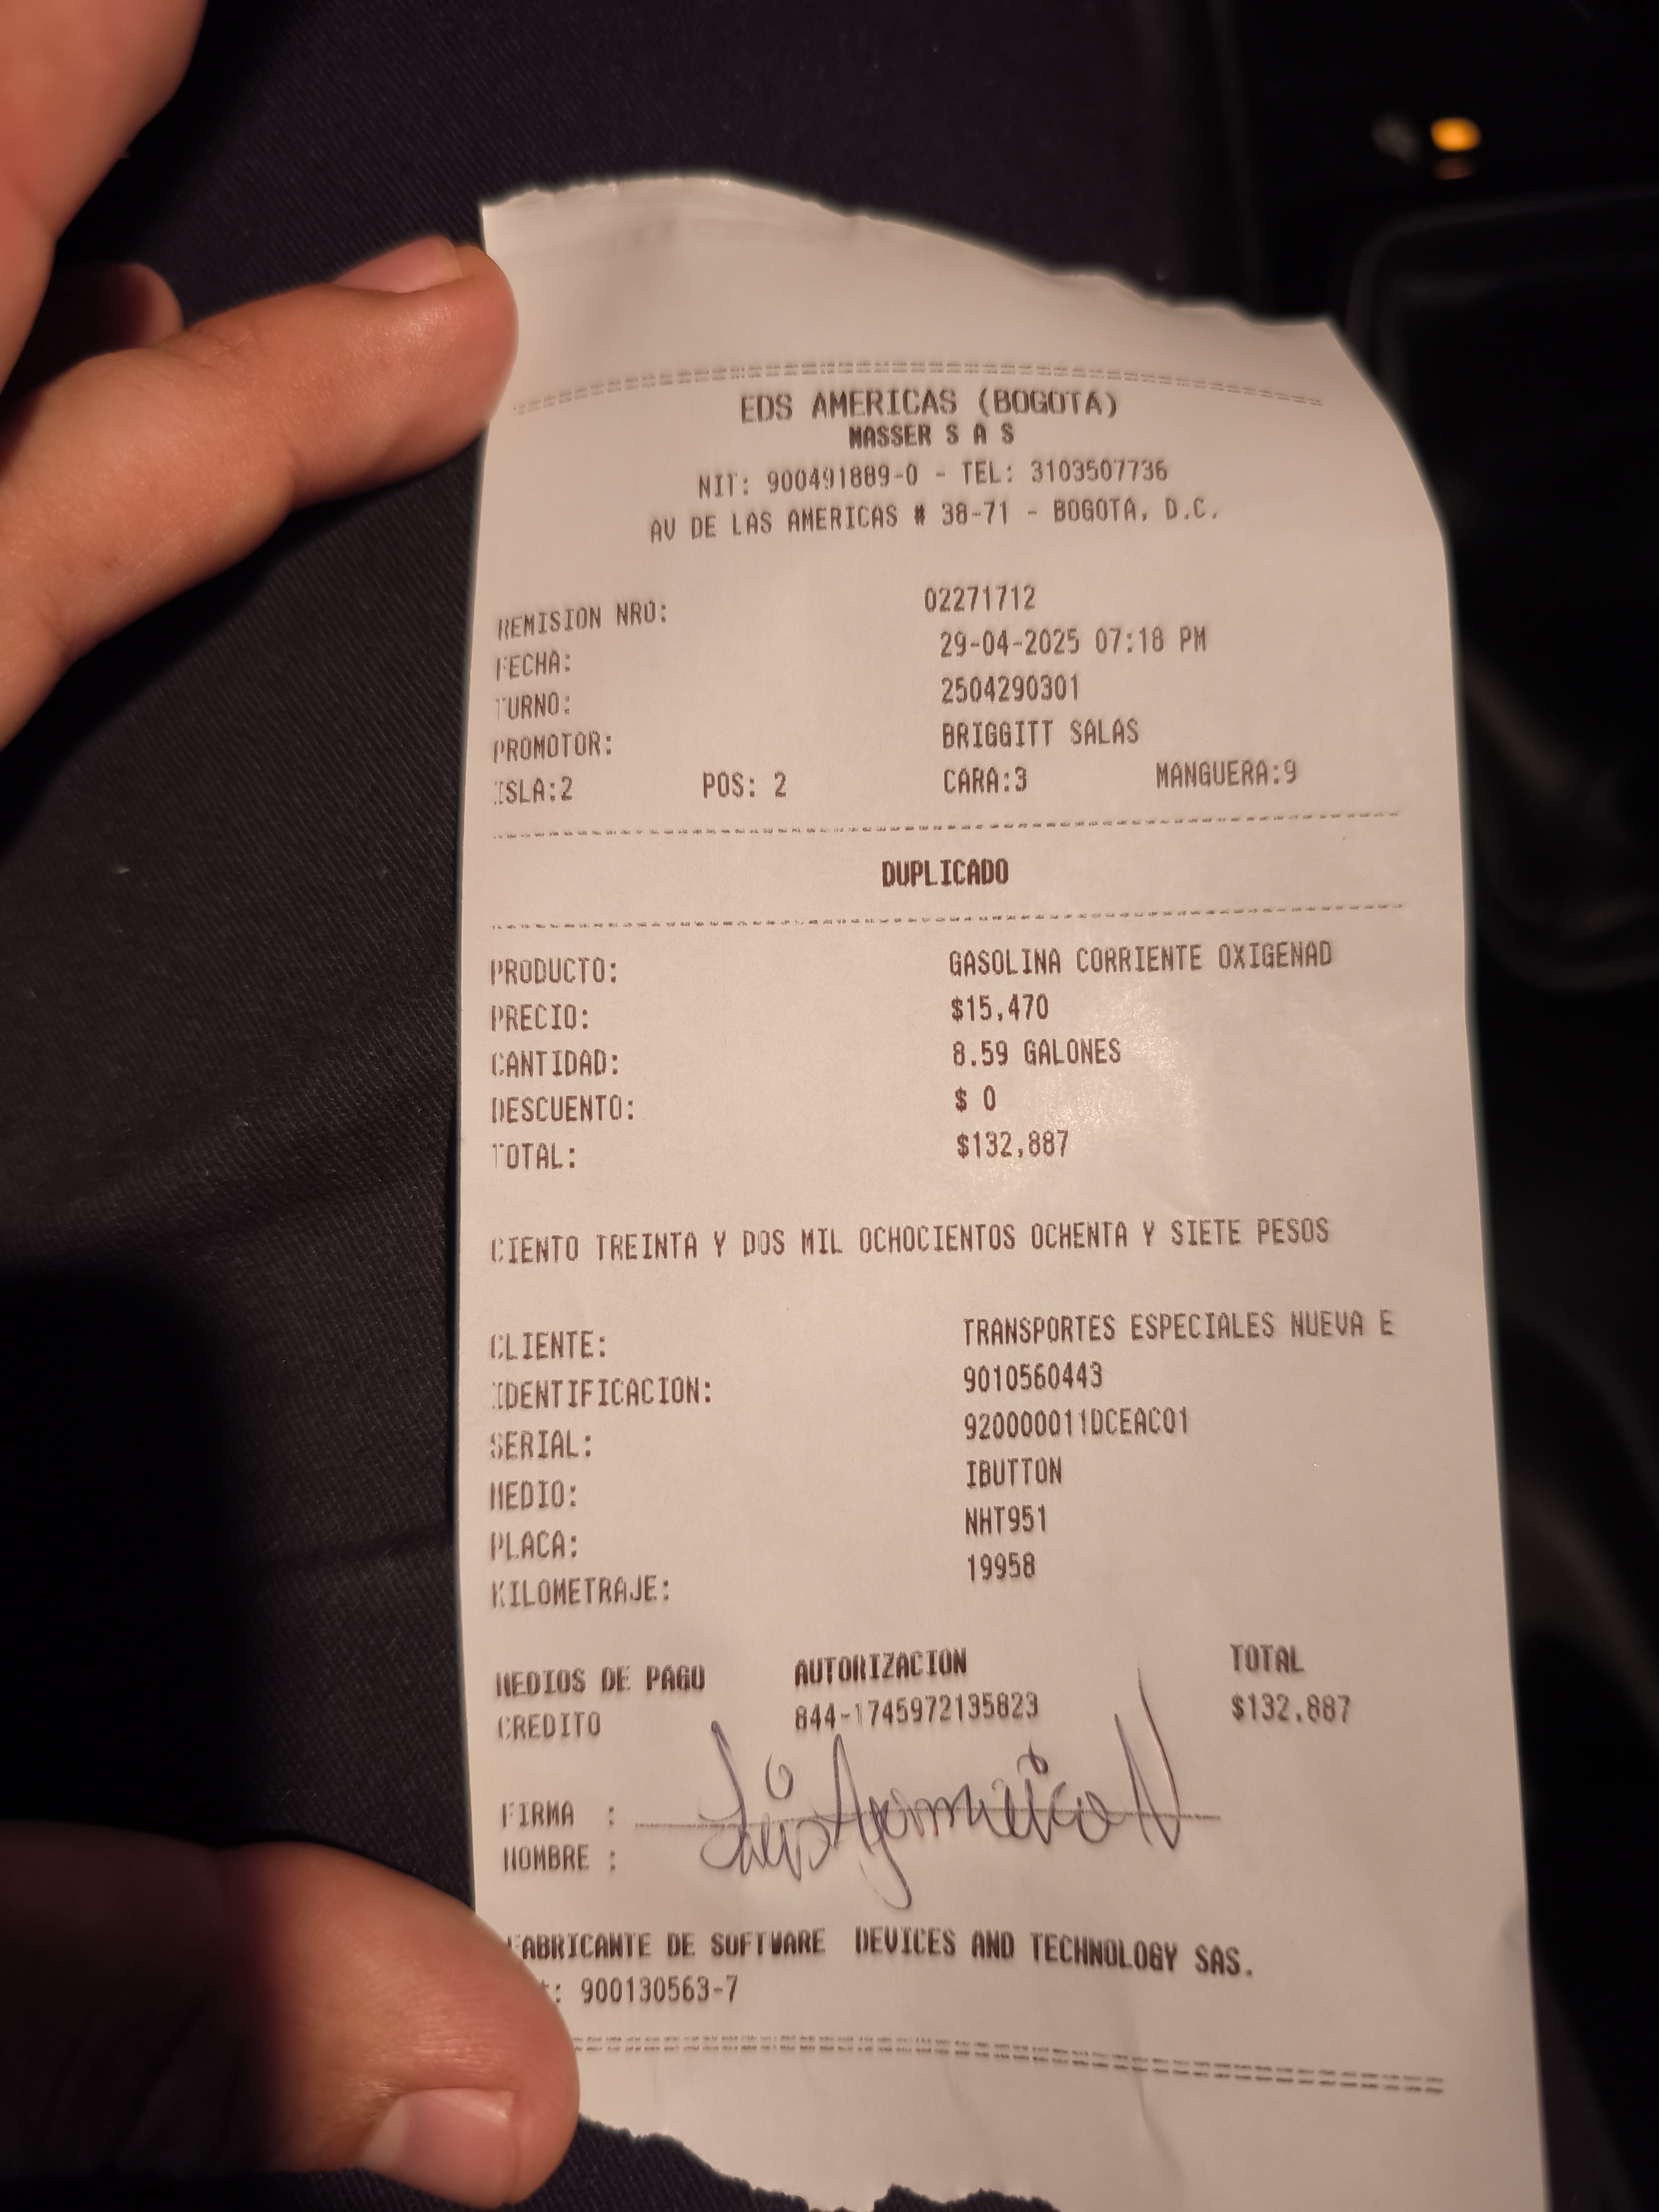 EDS AMERICAS (BOGOTA)
MASSER S A S
NIT: 900491889-0 - TEL: 3103507736
AV DE LAS AMERICAS # 38-71 - BOGOTA, D.C.
REMISION NRO: 02271712
FECHA: 29-04-2025 07:18 PM
TURNO: 2504290301
PROMOTOR: BRIGGITT SALAS
ISLA:2 POS: 2 CARA:3 MANGUERA:9
DUPLICADO
PRODUCTO: GASOLINA CORRIENTE OXIGENAD
PRECIO: $15,470
CANTIDAD: 8.59 GALONES
DESCUENTO: $ 0
TOTAL: $132,887
CIENTO TREINTA Y DOS MIL OCHOCIENTOS OCHENTA Y SIETE PESOS
CLIENTE: TRANSPORTES ESPECIALES NUEVA E
IDENTIFICACION: 9010560443
SERIAL: 920000011DCEAC01
MEDIO: IBUTTON
PLACA: NHT951
KILOMETRAJE: 19958
MEDIOS DE PAGO AUTORIZACION TOTAL
CREDITO 844-1745972135823 $132,887
FIRMA : Luis
NOMBRE :
FABRICANTE DE SOFTWARE DEVICES AND TECHNOLOGY SAS.
: 900130563-7